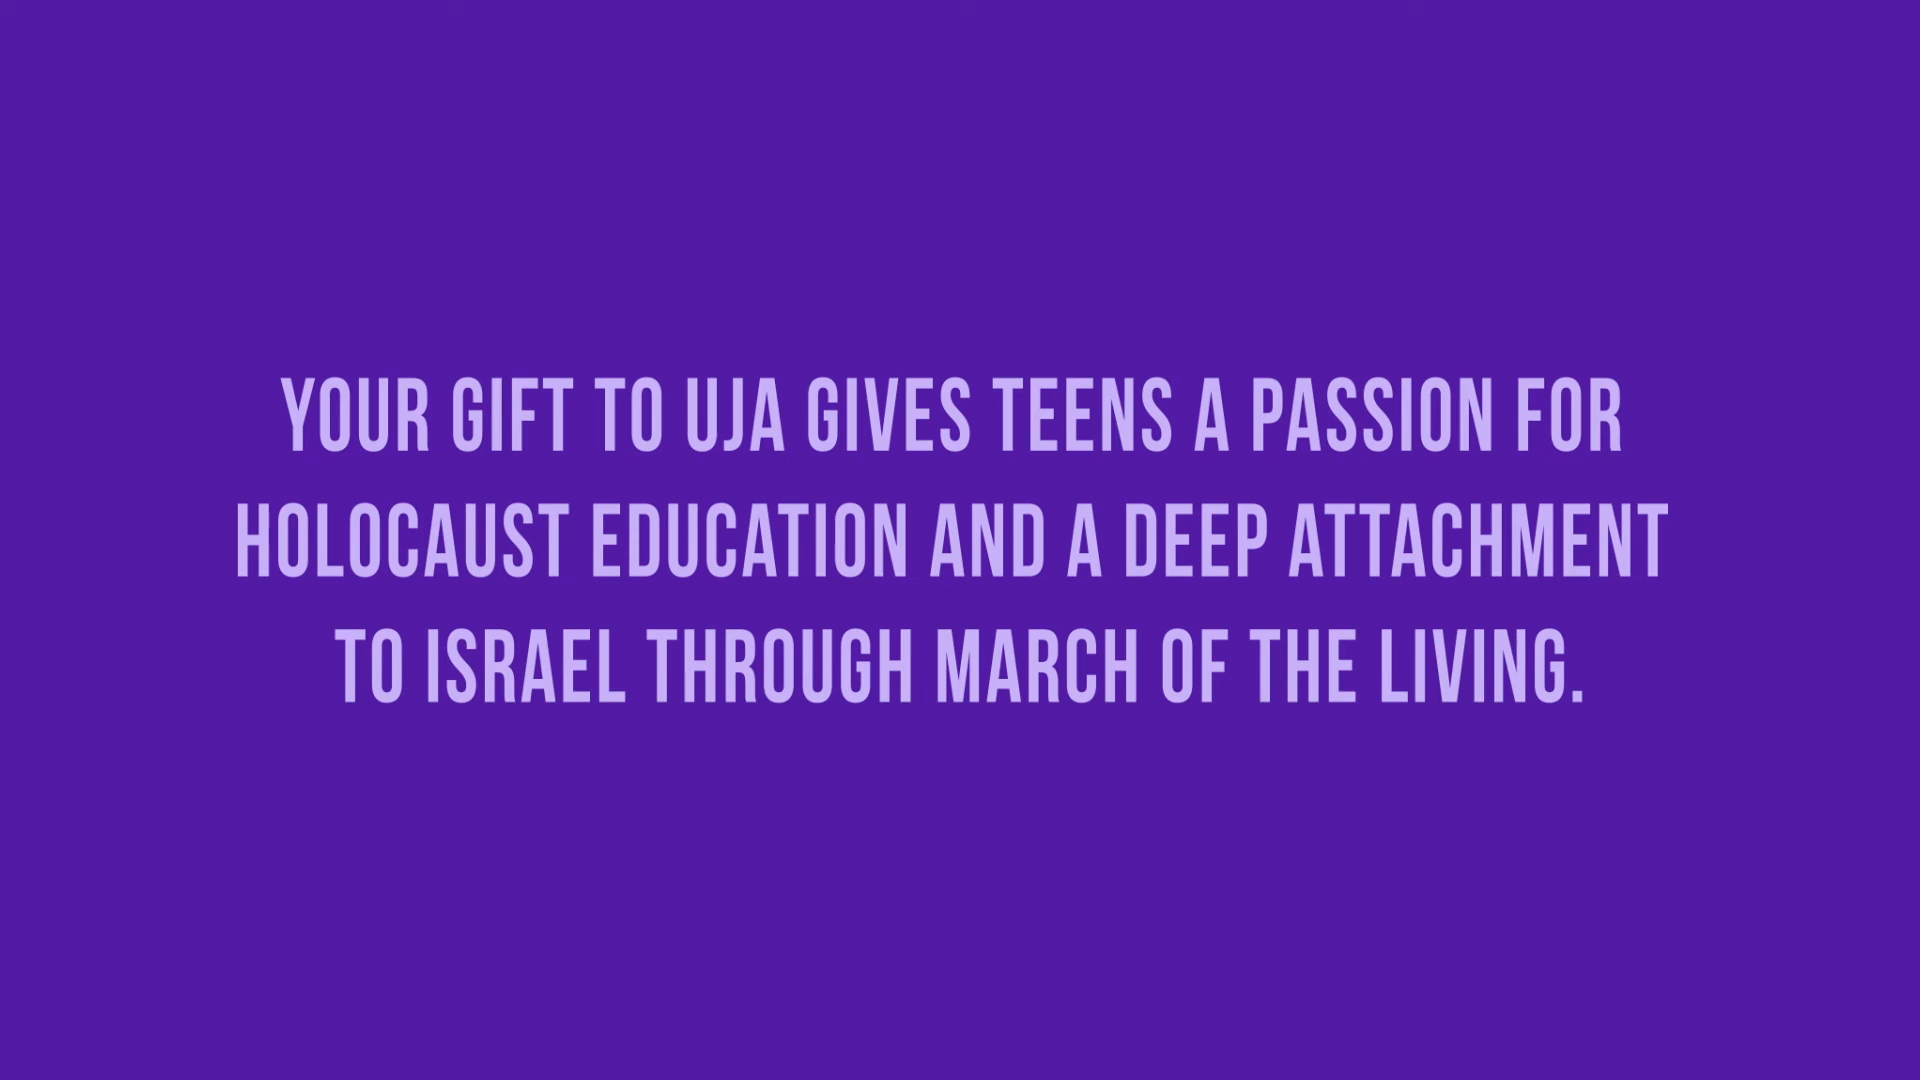 YOUR GIFT TO UJA GIVES TEENS A PASSION FOR
HOLOCAUST EDUCATION AND A DEEP ATTACHMENT
TO ISRAEL THROUGH MARCH OF THE LIVING.